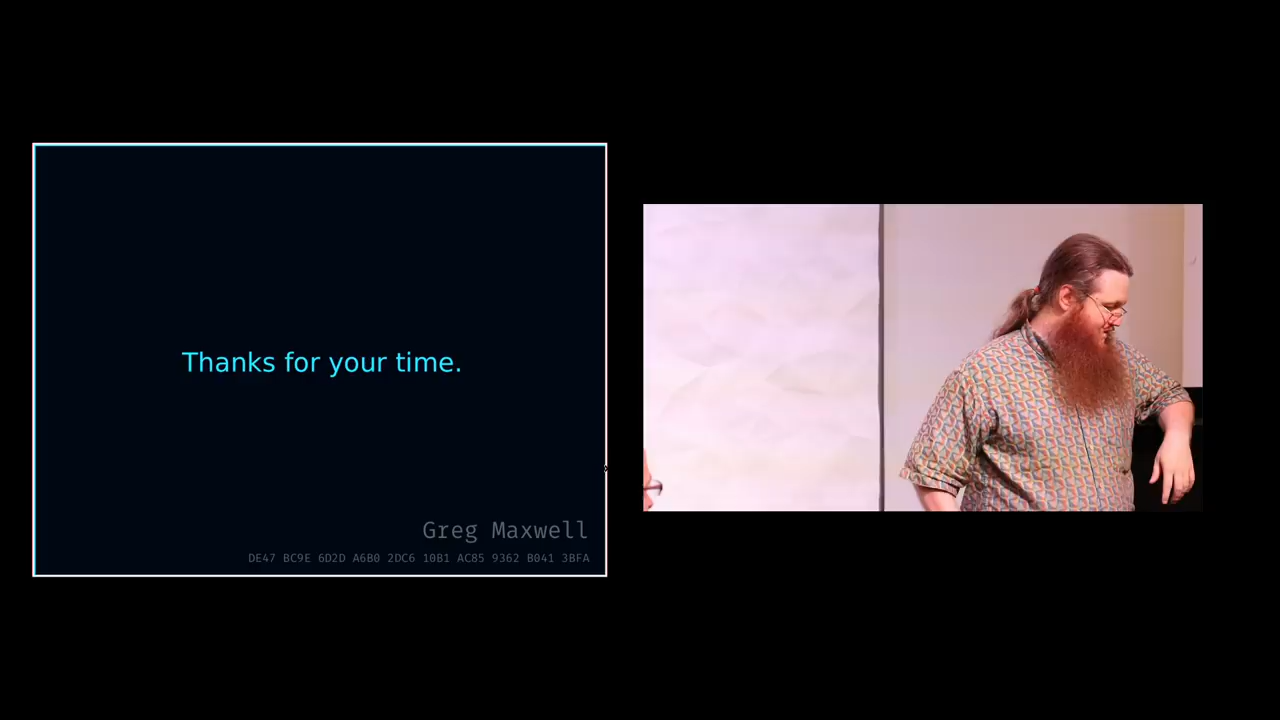 Thanks for your time.
Greg Maxwell
DE47 BC9E 6D2D A6B0 2DC6 10B1 AC85 9362 B041 3BFA